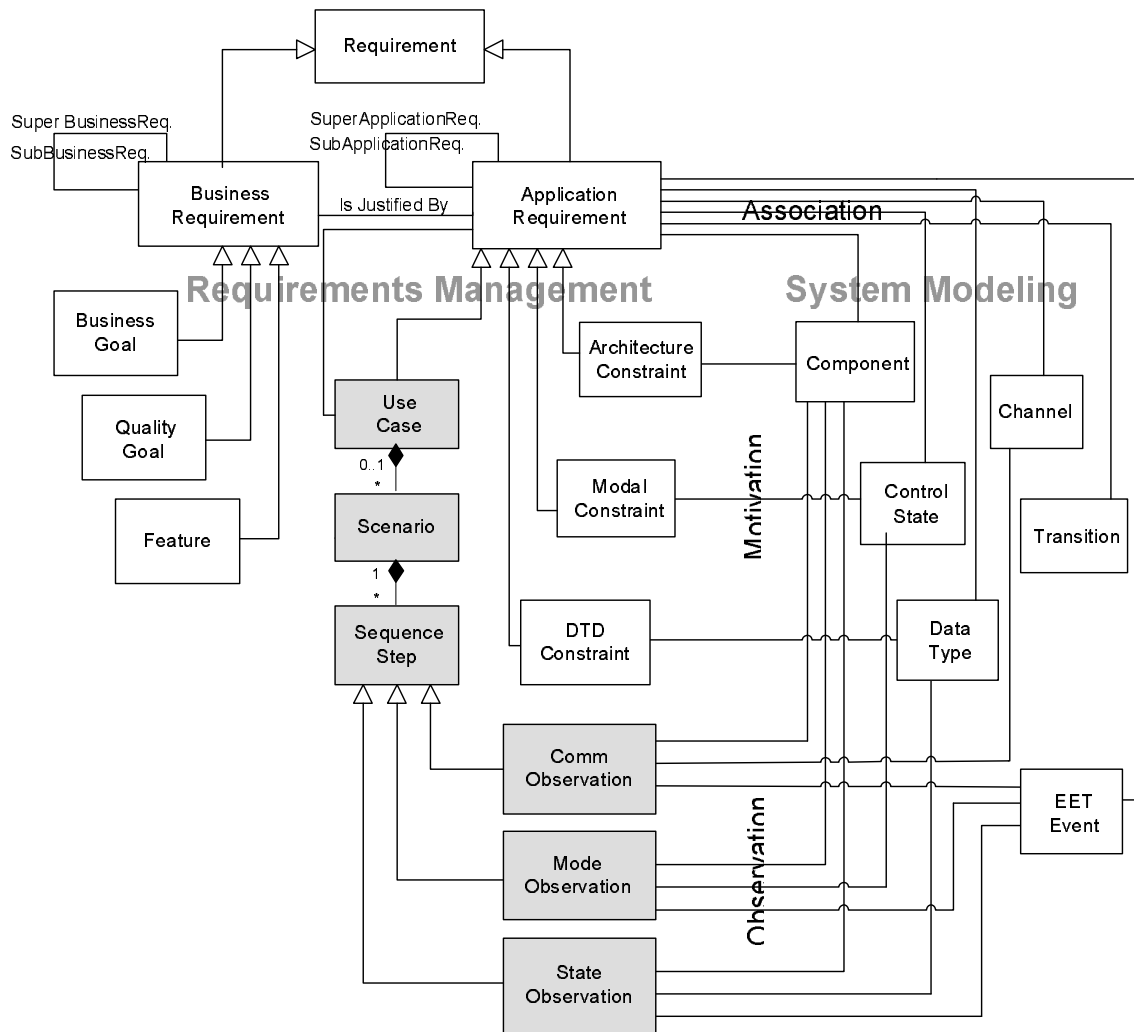 Requirement
Super BusinessReq.
SubBusinessReq.
SuperApplicationReq.
SubApplicationReq.
Business
Requirement
Is Justified By
Application
Requirement
Association
Requirements Management
System Modeling
Business
Goal
Architecture
Constraint
Component
Use
Case
Channel
Quality
Goal
0..1
*
Motivation
Modal
Constraint
Control
State
Scenario
Feature
Transition
1
*
Sequence
Step
DTD
Constraint
Data
Type
Comm
Observation
EET
Event
Observation
Mode
Observation
State
Observation